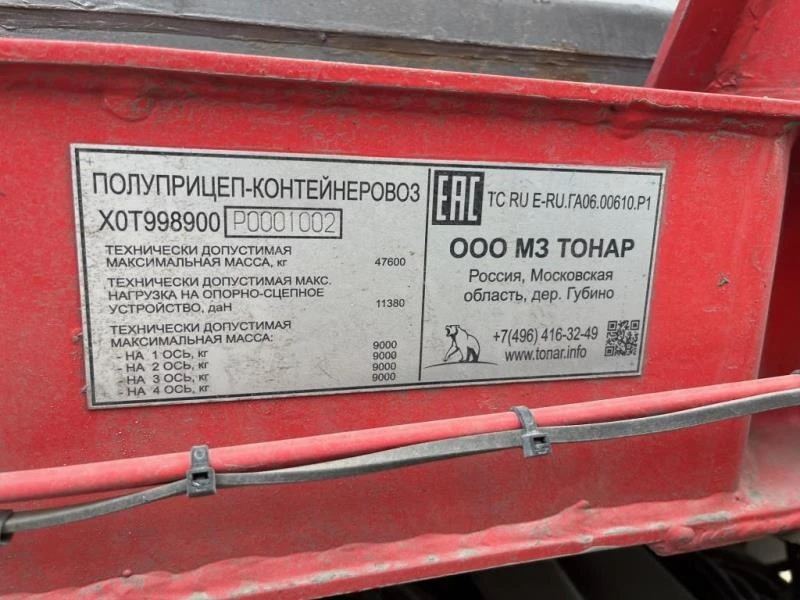 ПОЛУПРИЦЕП-КОНТЕЙНЕРОВОЗ
X0T998900 P0001002
ТЕХНИЧЕСКИ ДОПУСТИМАЯ
МАКСИМАЛЬНАЯ МАССА, кг 47600
ТЕХНИЧЕСКИ ДОПУСТИМАЯ МАКС.
НАГРУЗКА НА ОПОРНО-СЦЕПНОЕ
УСТРОЙСТВО, даН 11380
ТЕХНИЧЕСКИ ДОПУСТИМАЯ
МАКСИМАЛЬНАЯ МАССА:
- НА 1 ОСЬ, кг 9000
- НА 2 ОСЬ, кг 9000
- НА 3 ОСЬ, кг 9000
- НА 4 ОСЬ, кг 9000
EAC ТС RU E-RU.ГА06.00610.Р1
ООО МЗ ТОНАР
Россия, Московская
область, дер. Губино
+7(496) 416-32-49
www.tonar.info